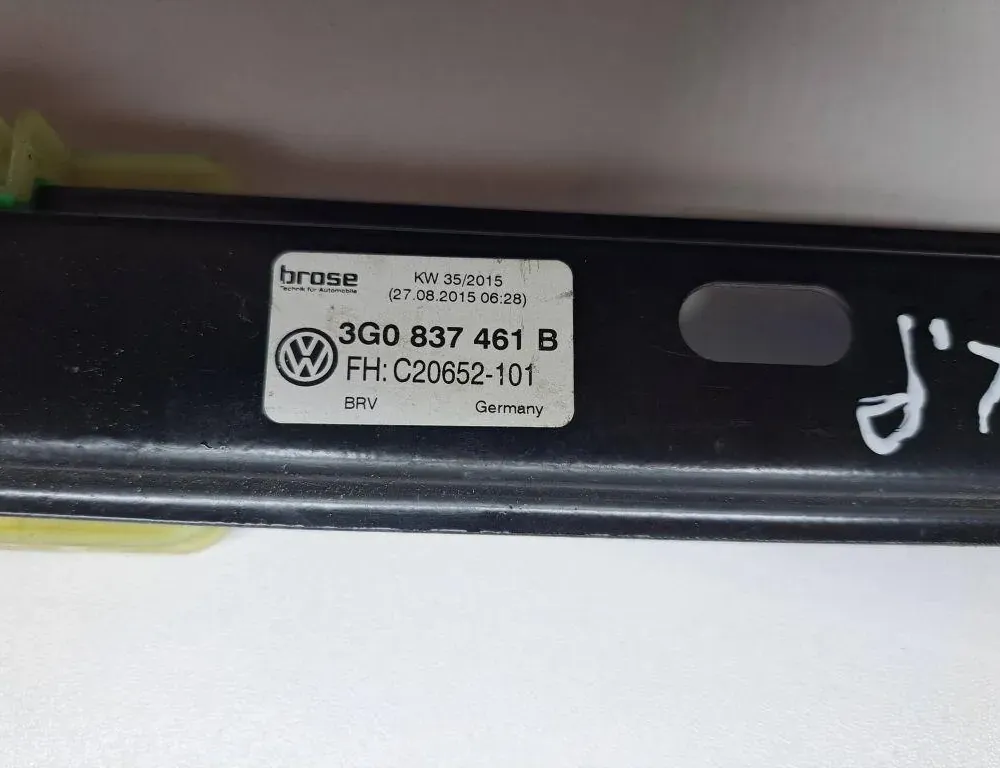 brose
Technik für Automobile
KW 35/2015
(27.08.2015 06:28)
3G0 837 461 B
FH: C20652-101
BRV
Germany